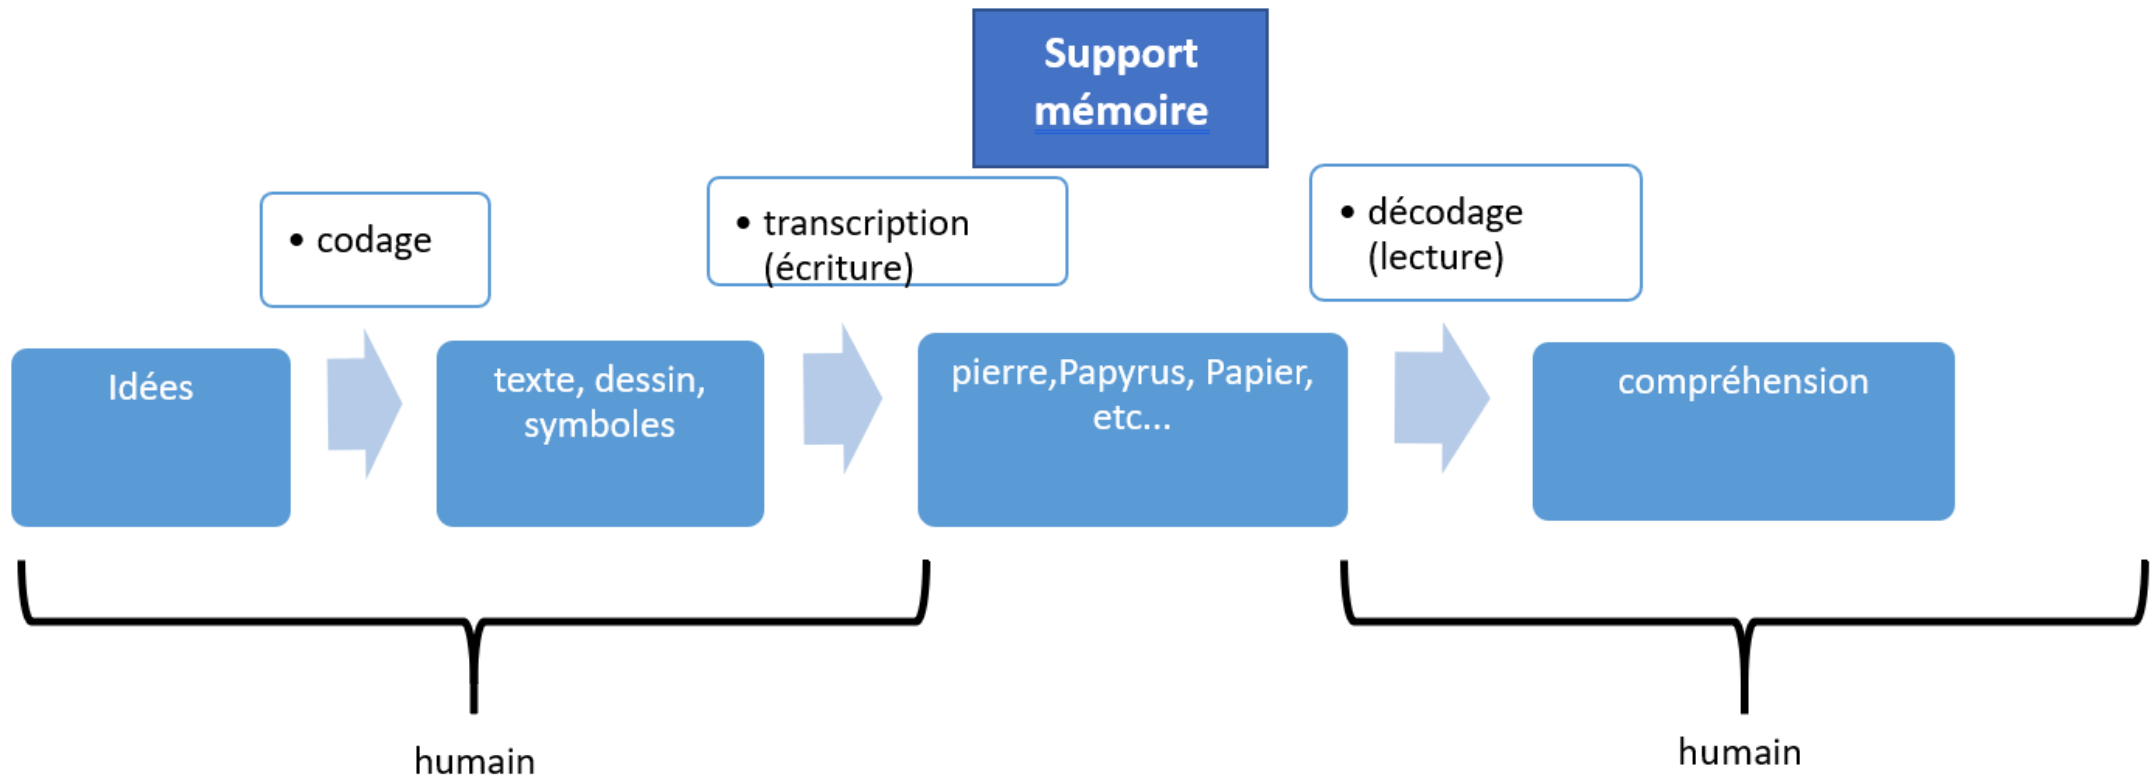 Support
mémoire
• codage
• transcription
(écriture)
• décodage
(lecture)
Idées
texte, dessin,
symboles
pierre,Papyrus, Papier,
etc...
compréhension
humain
humain